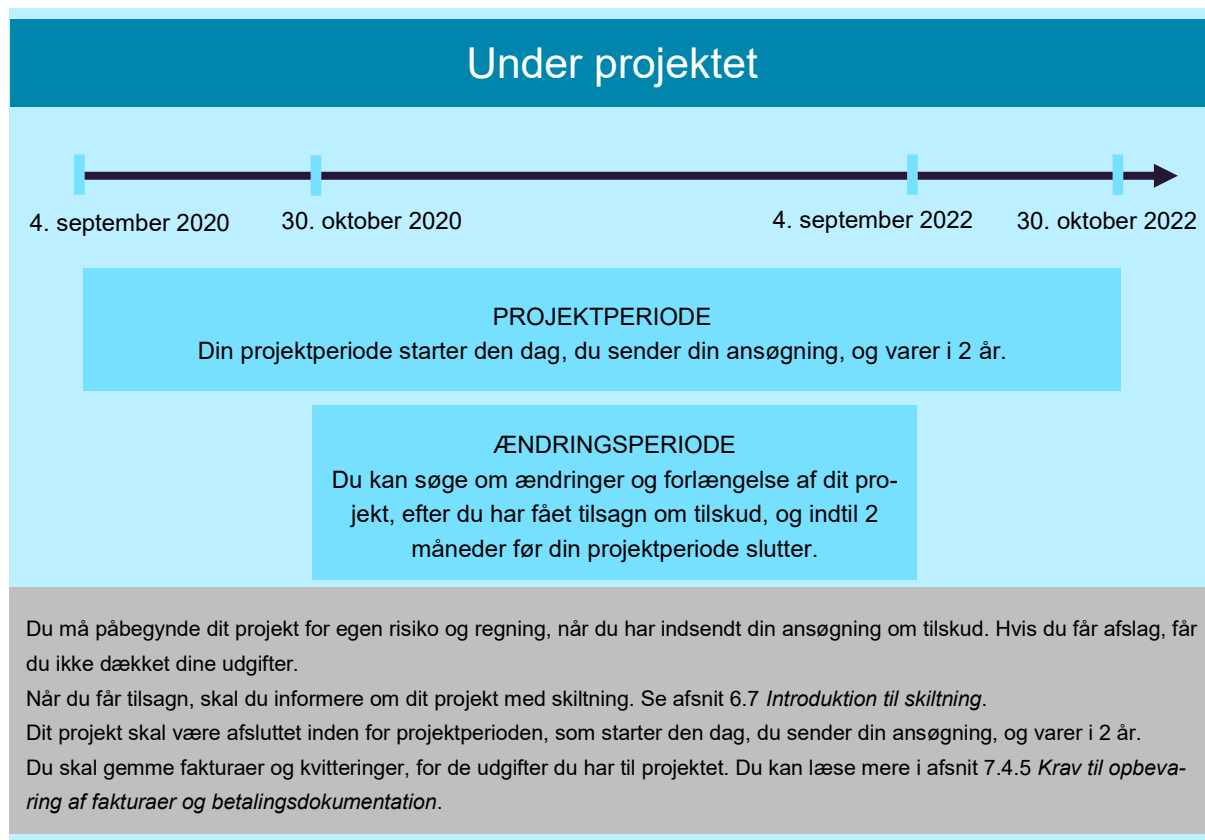 Under projektet
4. september 2020 30. oktober 2020 4. september 2022 30. oktober 2022
PROJEKTPERIODE
Din projektperiode starter den dag, du sender din ansøgning, og varer i 2 år.
ÆNDRINGSPERIODE
Du kan søge om ændringer og forlængelse af dit pro-
jekt, efter du har fået tilsagn om tilskud, og indtil 2
måneder før din projektperiode slutter.
Du må påbegynde dit projekt for egen risiko og regning, når du har indsendt din ansøgning om tilskud. Hvis du får afslag, får
du ikke dækket dine udgifter.
Når du får tilsagn, skal du informere om dit projekt med skiltning. Se afsnit 6.7 Introduktion til skiltning.
Dit projekt skal være afsluttet inden for projektperioden, som starter den dag, du sender din ansøgning, og varer i 2 år.
Du skal gemme fakturaer og kvitteringer, for de udgifter du har til projektet. Du kan læse mere i afsnit 7.4.5 Krav til opbeva-
ring af fakturaer og betalingsdokumentation.